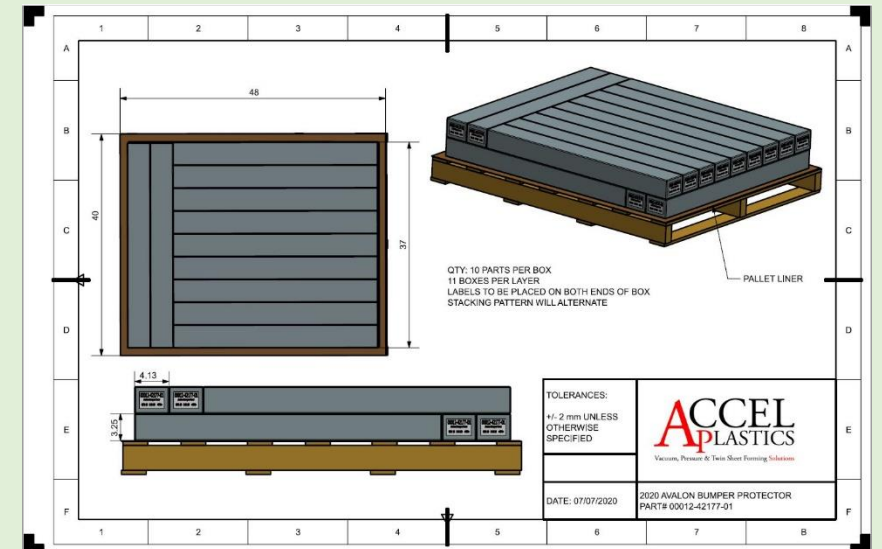 1 2 3 4 5 6 7 8
A A
48
B B
40
37
C C
QTY: 10 PARTS PER BOX
11 BOXES PER LAYER
LABELS TO BE PLACED ON BOTH ENDS OF BOX
STACKING PATTERN WILL ALTERNATE
PALLET LINER
D D
4.13
3.25
E E
TOLERANCES:
+/- 2 mm UNLESS
OTHERWISE
SPECIFIED
ACCEL
PLASTICS
Vacuum, Pressure & Twin Sheet Forming Solutions
DATE: 07/07/2020
2020 AVALON BUMPER PROTECTOR
PART# 00012-42177-01
F F
1 2 3 4 5 6 7 8